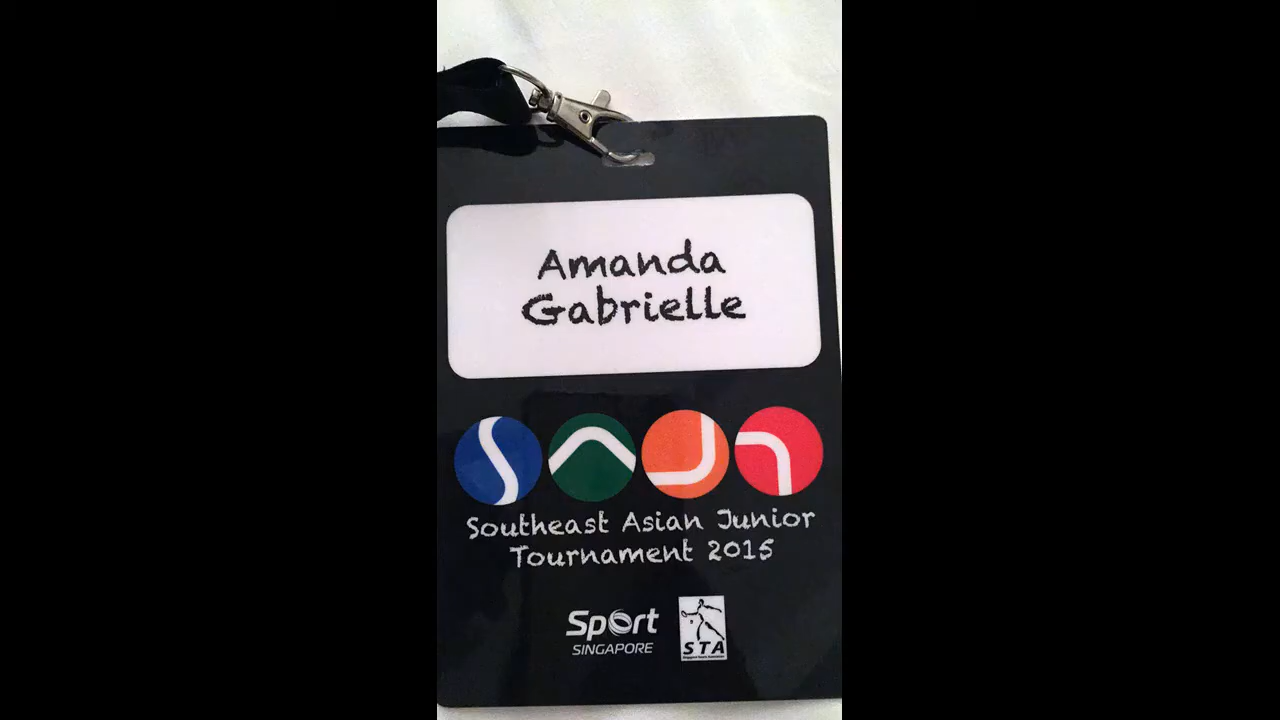 Amanda
Gabrielle
Southeast Asian Junior
Tournament 2015
Sport
SINGAPORE
STA